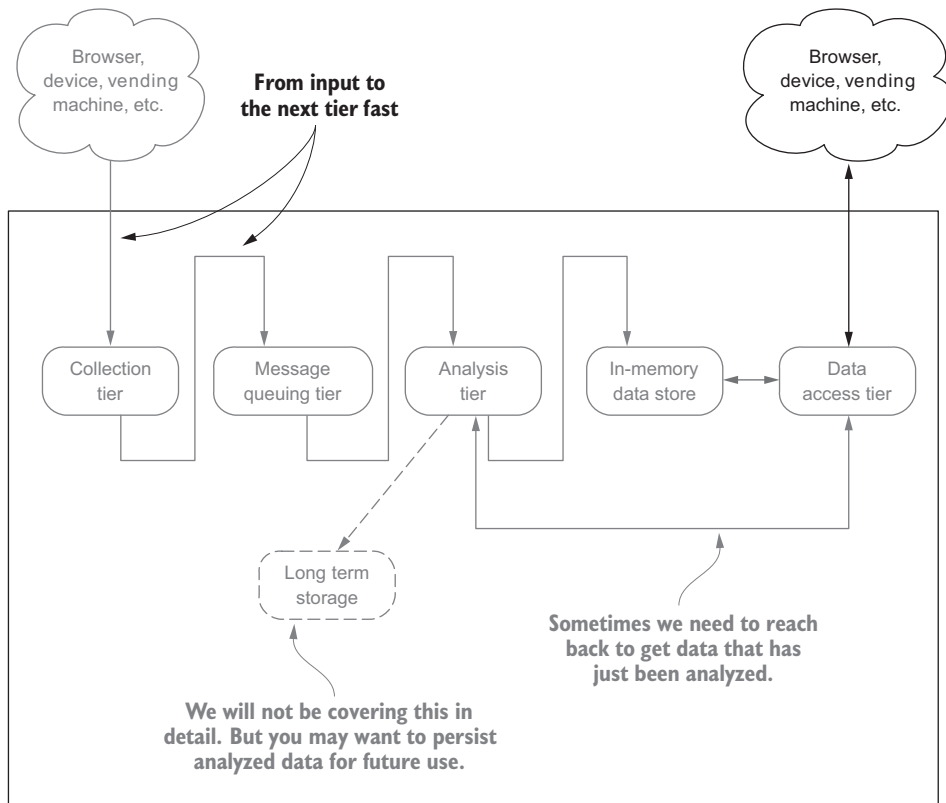 Browser,
device, vending
machine, etc.
From input to
the next tier fast
Browser,
device, vending
machine, etc.
Collection
tier
Message
queuing tier
Analysis
tier
In-memory
data store
Data
access tier
Long term
storage
Sometimes we need to reach
back to get data that has
just been analyzed.
We will not be covering this in
detail. But you may want to persist
analyzed data for future use.